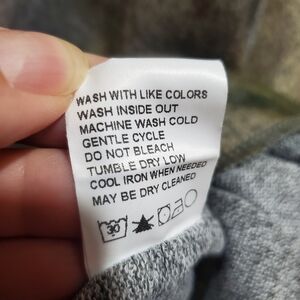 WASH WITH LIKE COLORS
WASH INSIDE OUT
MACHINE WASH COLD
GENTLE CYCLE
DO NOT BLEACH
TUMBLE DRY LOW
COOL IRON WHEN NEEDED
MAY BE DRY CLEANED
30